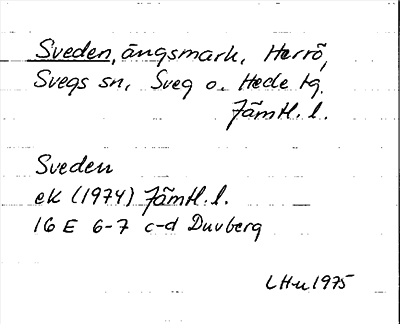 Sveden, ängsmark, Herrö,
Svegs sn, Sveg o. Hede tg.
Jämtl. l.
Sveden
ek (1974) Jämtl. l.
16 E 6-7 c-d Duvberg
LHu 1975